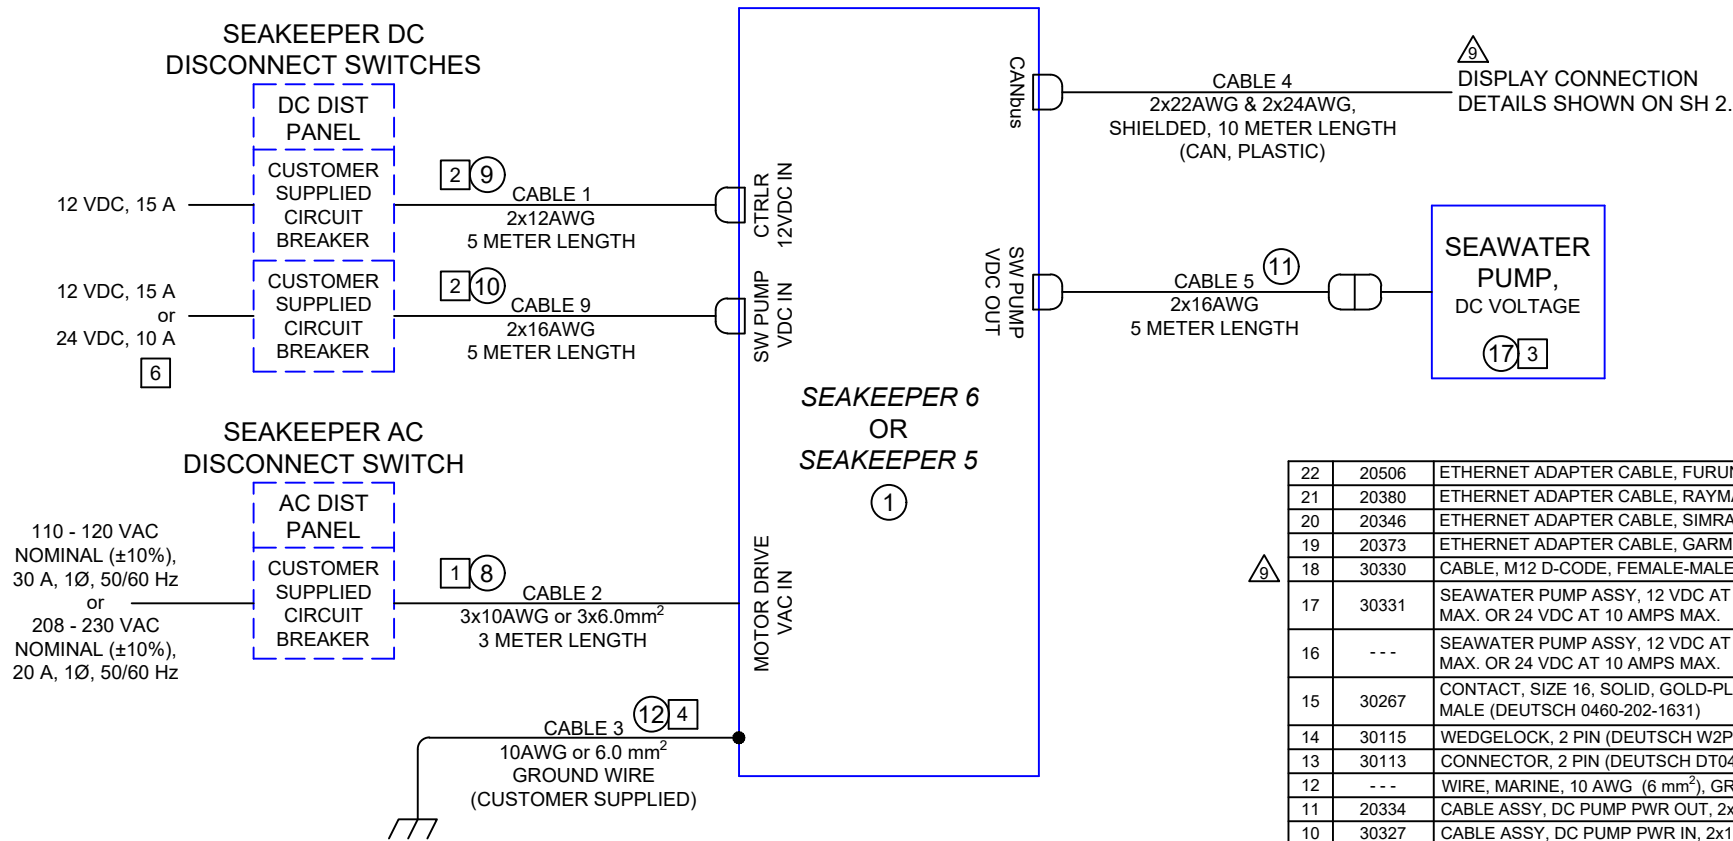 SEAKEEPER DC
DISCONNECT SWITCHES
DC DIST
PANEL
CUSTOMER
SUPPLIED
CIRCUIT
BREAKER
12 VDC, 15 A
2 9
CABLE 1
2x12AWG
5 METER LENGTH
CTRLR
12VDC IN
CUSTOMER
SUPPLIED
CIRCUIT
BREAKER
12 VDC, 15 A
or
24 VDC, 10 A
6
2 10
CABLE 9
2x16AWG
5 METER LENGTH
SW PUMP
VDC IN
SEAKEEPER AC
DISCONNECT SWITCH
AC DIST
PANEL
CUSTOMER
SUPPLIED
CIRCUIT
BREAKER
110 - 120 VAC
NOMINAL (±10%),
30 A, 1Ø, 50/60 Hz
or
208 - 230 VAC
NOMINAL (±10%),
20 A, 1Ø, 50/60 Hz
1 8
CABLE 2
3x10AWG or 3x6.0mm²
3 METER LENGTH
MOTOR DRIVE
VAC IN
CABLE 3
12 4
10AWG or 6.0 mm²
GROUND WIRE
(CUSTOMER SUPPLIED)
SEAKEEPER 6
OR
SEAKEEPER 5
1
CANbus
CABLE 4
2x22AWG & 2x24AWG,
SHIELDED, 10 METER LENGTH
(CAN, PLASTIC)
9
DISPLAY CONNECTION
DETAILS SHOWN ON SH 2.
SW PUMP
VDC OUT
CABLE 5
11
2x16AWG
5 METER LENGTH
SEAWATER
PUMP,
DC VOLTAGE
17 3
22 20506 ETHERNET ADAPTER CABLE, FURUN
21 20380 ETHERNET ADAPTER CABLE, RAYMA
20 20346 ETHERNET ADAPTER CABLE, SIMRA
19 20373 ETHERNET ADAPTER CABLE, GARM
9
18 30330 CABLE, M12 D-CODE, FEMALE-MALE
17 30331 SEAWATER PUMP ASSY, 12 VDC AT
MAX. OR 24 VDC AT 10 AMPS MAX.
16 - - - SEAWATER PUMP ASSY, 12 VDC AT
MAX. OR 24 VDC AT 10 AMPS MAX.
15 30267 CONTACT, SIZE 16, SOLID, GOLD-PL
MALE (DEUTSCH 0460-202-1631)
14 30115 WEDGELOCK, 2 PIN (DEUTSCH W2P
13 30113 CONNECTOR, 2 PIN (DEUTSCH DT04
12 - - - WIRE, MARINE, 10 AWG (6 mm²), GR
11 20334 CABLE ASSY, DC PUMP PWR OUT, 2x
10 30327 CABLE ASSY, DC PUMP PWR IN, 2x1